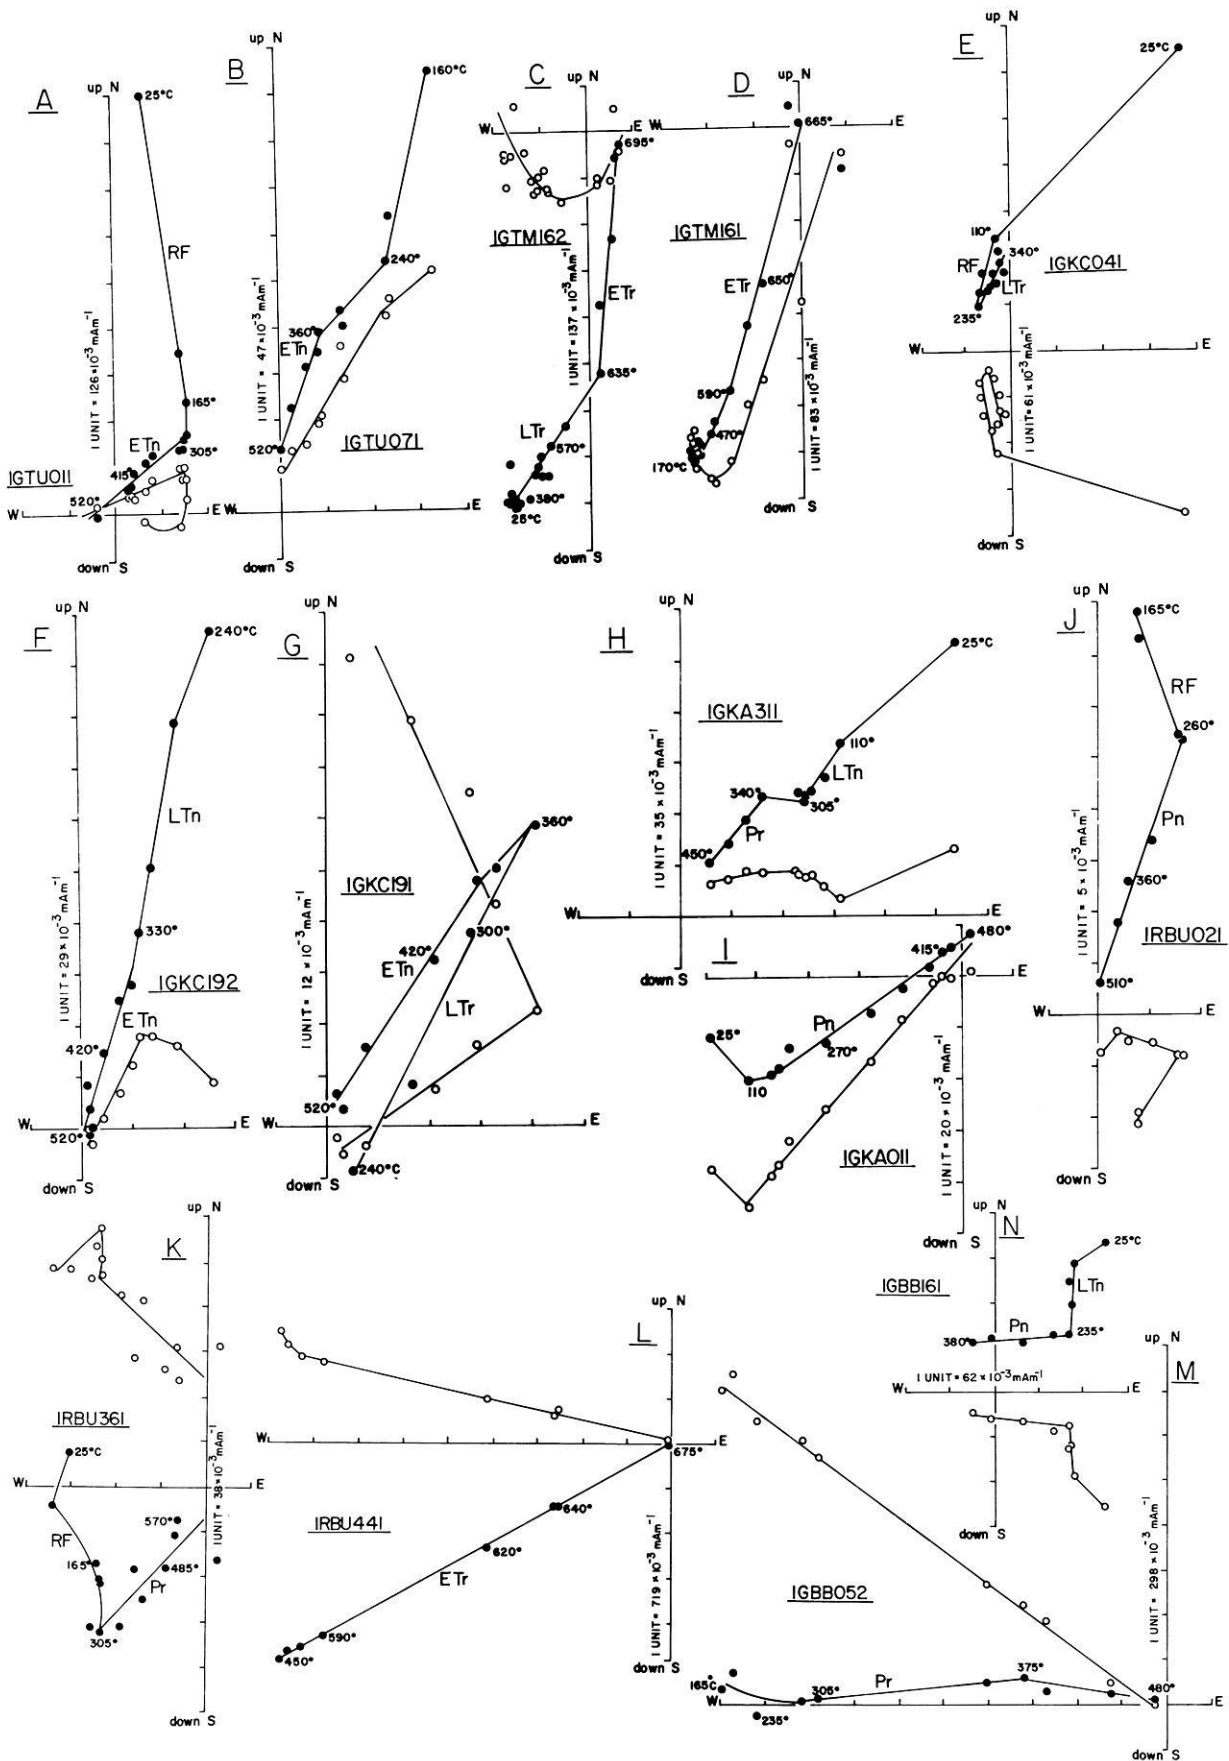 A
up N
25°C
RF
165°
ETn
305°
415°
IGTU011
520°
W
E
1 UNIT = 126 × 10⁻³ mAm⁻¹
down S
B
up N
160°C
240°
360°
ETn
520°
IGTU071
W
E
1 UNIT = 47 × 10⁻³ mAm⁻¹
down S
C
up N
W
E
695°
IGTM162
ETr
1 UNIT = 137 × 10⁻³ mAm⁻¹
635°
LTr
570°
380°
25°C
down S
D
up N
W
E
665°
IGTM161
ETr
650°
590°
470°
170°C
1 UNIT = 83 × 10⁻³ mAm⁻¹
down S
E
up N
25°C
110°
340°
RF
LTr
IGKC041
235°
W
E
1 UNIT = 61 × 10⁻³ mAm⁻¹
down S
F
up N
240°C
LTn
330°
1 UNIT = 29 × 10⁻³ mAm⁻¹
IGKC192
ETn
420°
W
E
520°
down S
G
up N
360°
IGKC191
300°
420°
ETn
LTr
1 UNIT = 12 × 10⁻³ mAm⁻¹
520°
W
E
240°C
down S
H
up N
25°C
IGKA311
110°
LTn
340°
305°
Pr
450°
1 UNIT = 35 × 10⁻³ mAm⁻¹
W
E
down S
I
480°
415°
W
E
25°
Pn
270°
110
IGKA011
1 UNIT = 20 × 10⁻³ mAm⁻¹
down S
J
up N
165°C
RF
260°
Pn
360°
1 UNIT = 5 × 10⁻³ mAm⁻¹
IRBU021
510°
W
E
down S
K
up N
IRBU361
25°C
W
E
1 UNIT = 38 × 10⁻³ mAm⁻¹
RF
570°
165°
485°
Pr
305°
down S
L
up N
W
E
675°
640°
IRBU441
620°
ETr
590°
450°
1 UNIT = 719 × 10⁻³ mAm⁻¹
down S
N
up N
25°C
IGBB161
LTn
Pn
380°
235°
1 UNIT = 62 × 10⁻³ mAm⁻¹
W
E
down S
M
up N
1 UNIT = 298 × 10⁻³ mAm⁻¹
IGBB052
165°C
305°
Pr
375°
480°
W
E
235°
down S